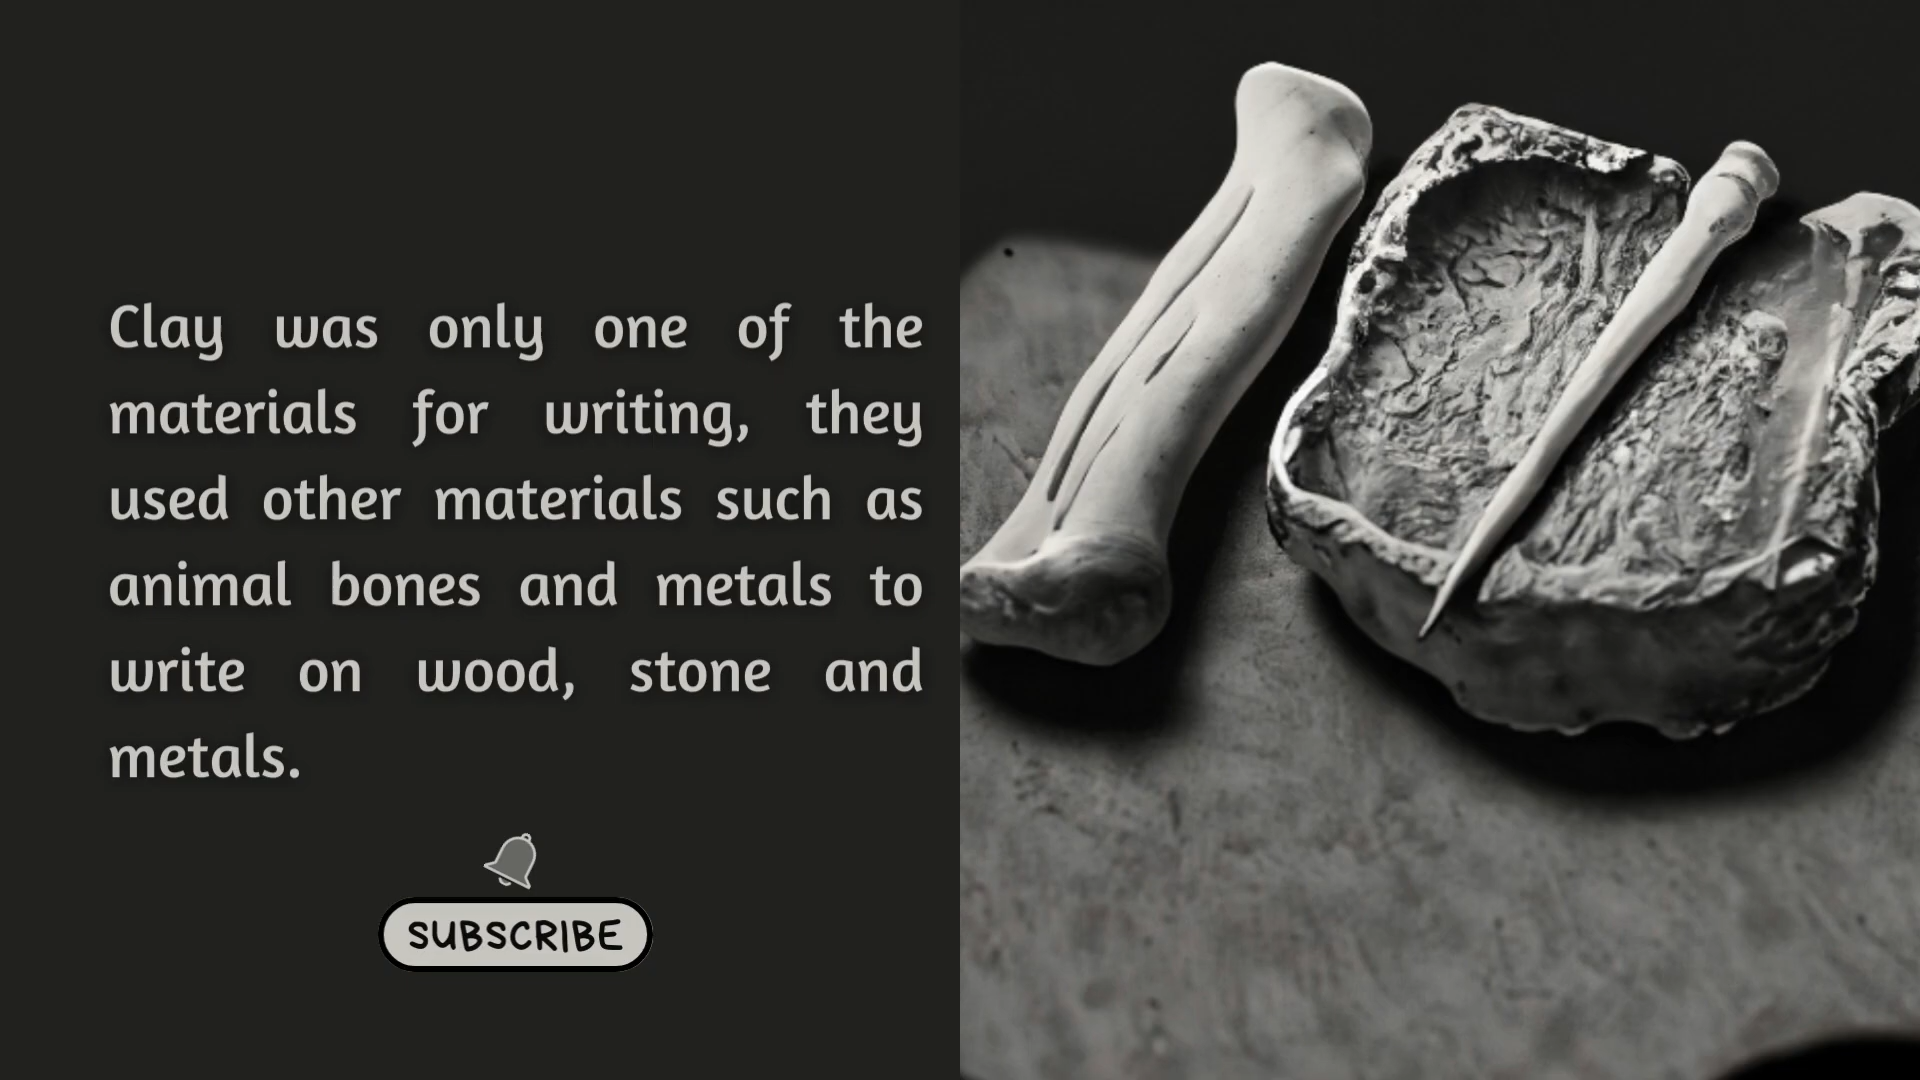 Clay was only one of the
materials for writing, they
used other materials such as
animal bones and metals to
write on wood, stone and
metals.
SUBSCRIBE